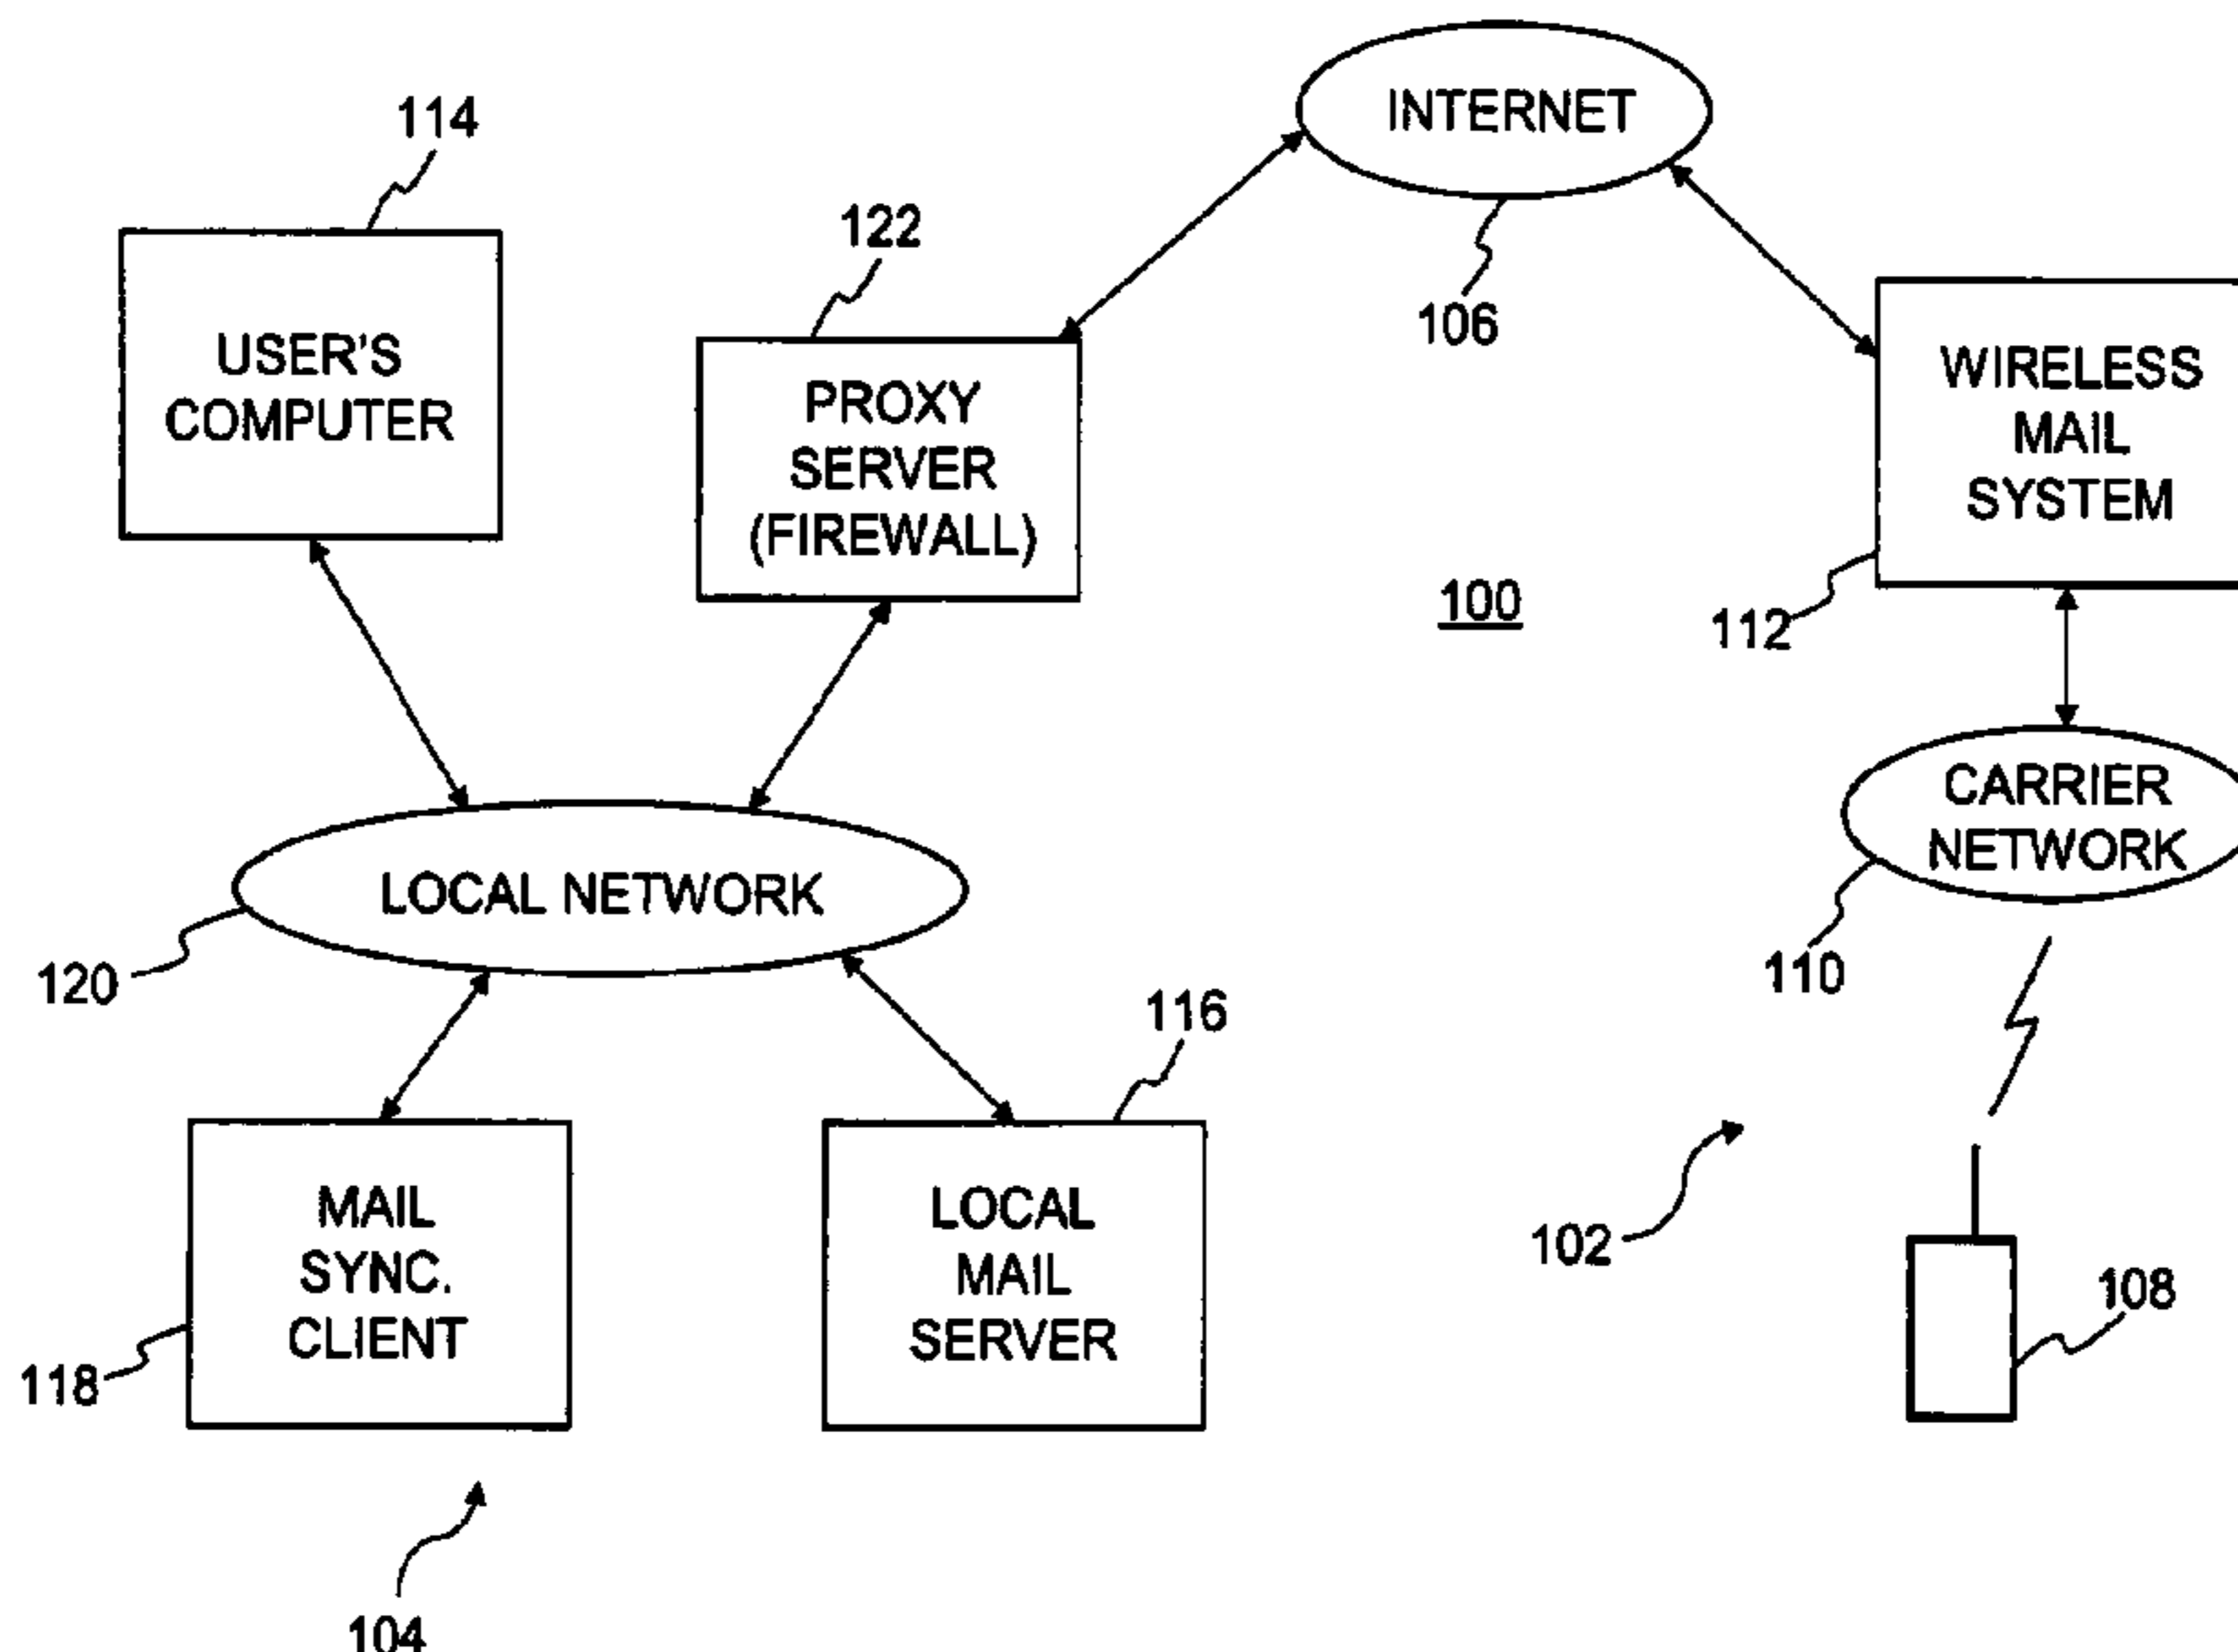 INTERNET
106
114
USER'S
COMPUTER
122
PROXY
SERVER
(FIREWALL)
100
WIRELESS
MAIL
SYSTEM
112
CARRIER
NETWORK
110
LOCAL NETWORK
120
116
MAIL
SYNC.
CLIENT
118
LOCAL
MAIL
SERVER
102
108
104